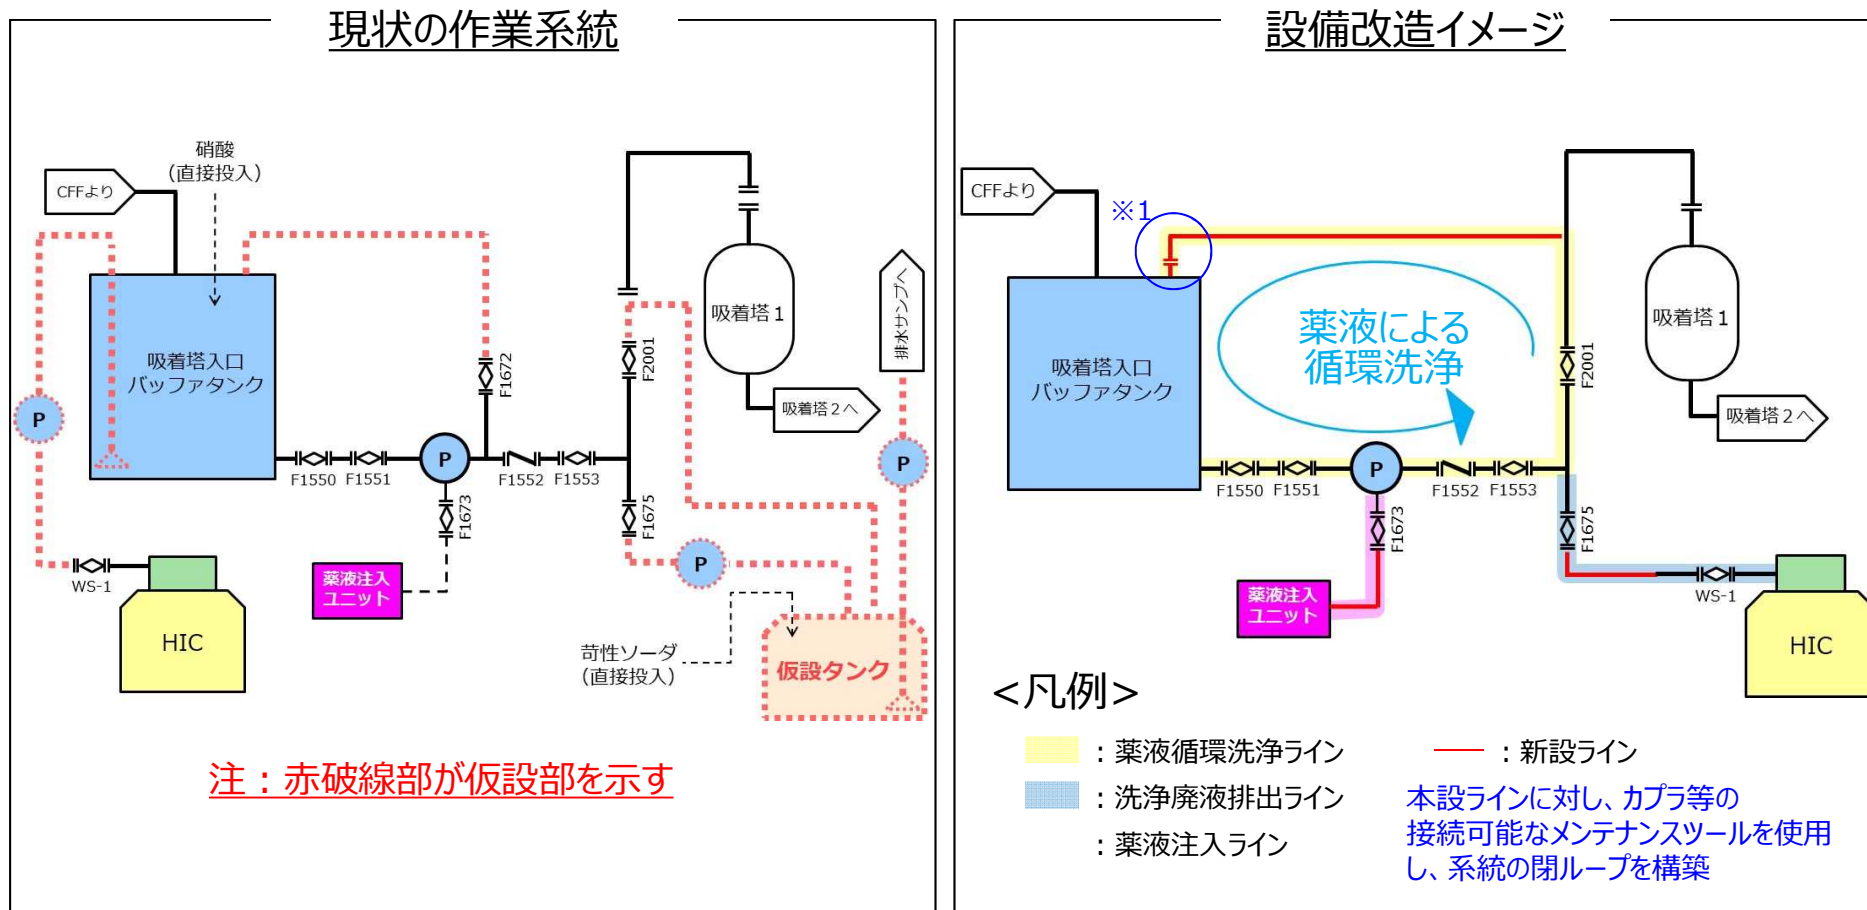 現状の作業系統
硝酸
（直接投入）
CFFより
吸着塔入口
バッファタンク
P
WS-1
HIC
F1550
F1551
P
F1672
F1552
F1553
F1673
薬液注入
ユニット
F2001
F1675
吸着塔１
吸着塔２へ
排水サンプへ
P
P
苛性ソーダ
（直接投入）
仮設タンク
注：赤破線部が仮設部を示す
設備改造イメージ
CFFより
※1
吸着塔入口
バッファタンク
薬液による
循環洗浄
F1550
F1551
P
F1552
F1553
F1673
薬液注入
ユニット
F2001
F1675
吸着塔１
吸着塔２へ
WS-1
HIC
＜凡例＞
：薬液循環洗浄ライン
：洗浄廃液排出ライン
：薬液注入ライン
：新設ライン
本設ラインに対し、カプラ等の
接続可能なメンテナンスツールを使用
し、系統の閉ループを構築